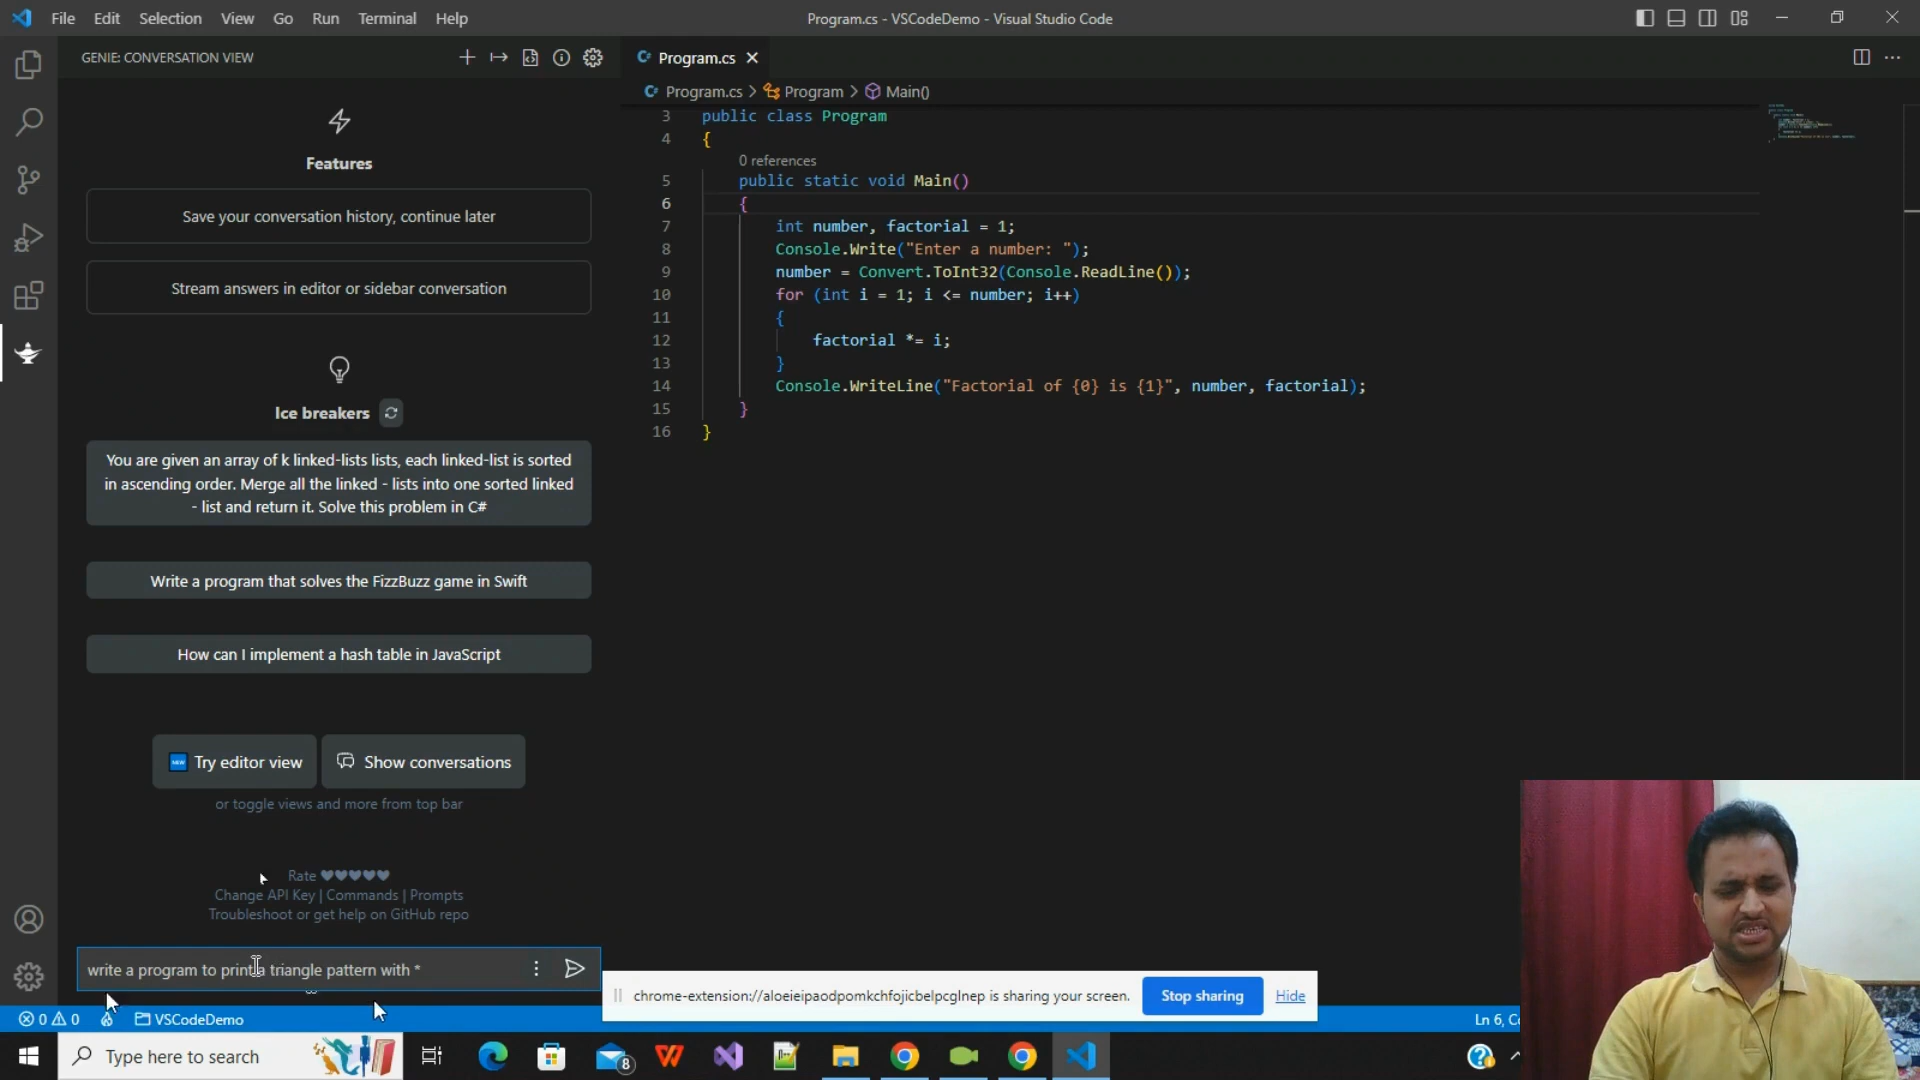 File Edit Selection View Go Run Terminal Help
Program.cs - VSCodeDemo - Visual Studio Code
GENIE: CONVERSATION VIEW
Features
Save your conversation history, continue later
Stream answers in editor or sidebar conversation
Ice breakers
You are given an array of k linked-lists lists, each linked-list is sorted
in ascending order. Merge all the linked - lists into one sorted linked
- list and return it. Solve this problem in C#
Write a program that solves the FizzBuzz game in Swift
How can I implement a hash table in JavaScript
NEW Try editor view
Show conversations
or toggle views and more from top bar
Rate
Change API Key | Commands | Prompts
Troubleshoot or get help on GitHub repo
write a program to print a triangle pattern with *
Program.cs
Program.cs > Program > Main()
3 public class Program
4 {
0 references
5 public static void Main()
6 {
7 int number, factorial = 1;
8 Console.Write("Enter a number: ");
9 number = Convert.ToInt32(Console.ReadLine());
10 for (int i = 1; i <= number; i++)
11 {
12 factorial *= i;
13 }
14 Console.WriteLine("Factorial of {0} is {1}", number, factorial);
15 }
16 }
chrome-extension://aloeieipaodpomkchfojicbelpcglnep is sharing your screen.
Stop sharing
Hide
0 0
VSCodeDemo
Ln 6, Co
Type here to search
8